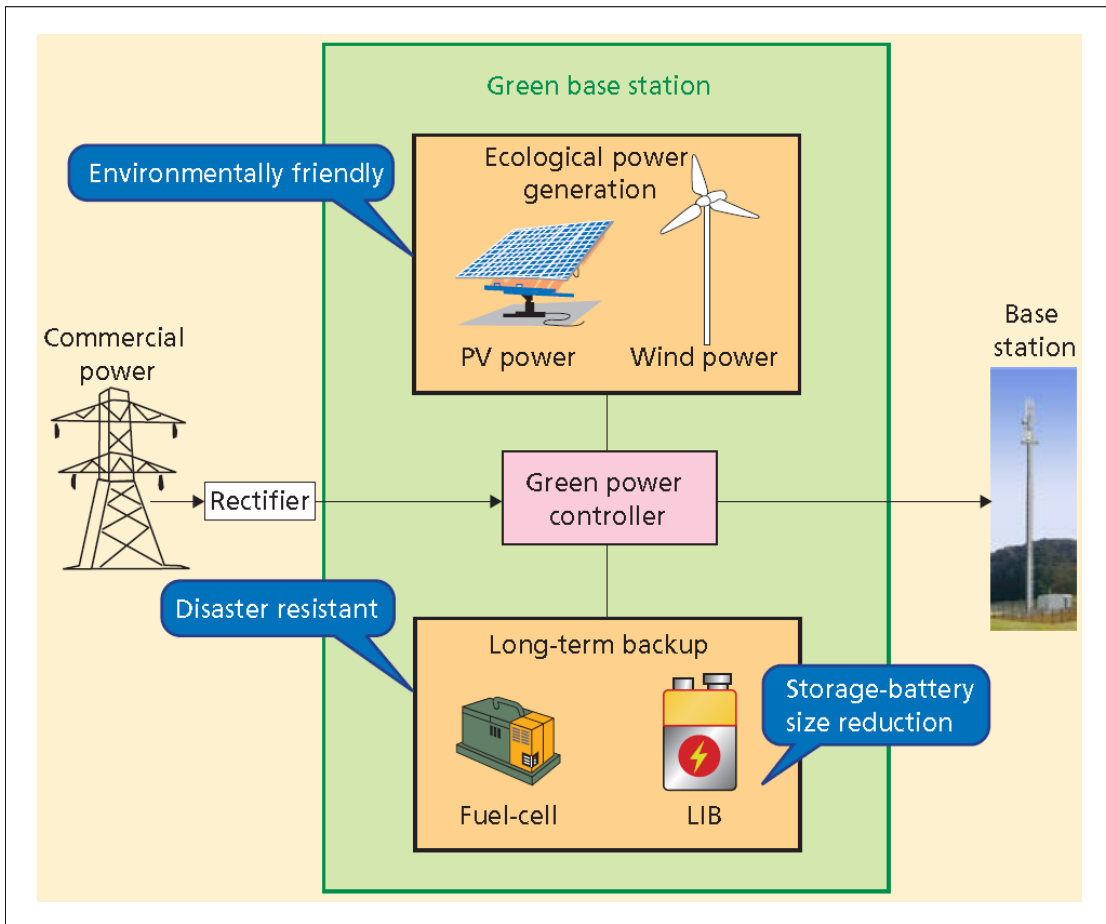 Green base station
Environmentally friendly
Ecological power
generation
PV power
Wind power
Commercial
power
Base
station
Rectifier
Green power
controller
Disaster resistant
Long-term backup
Storage-battery
size reduction
Fuel-cell
LIB